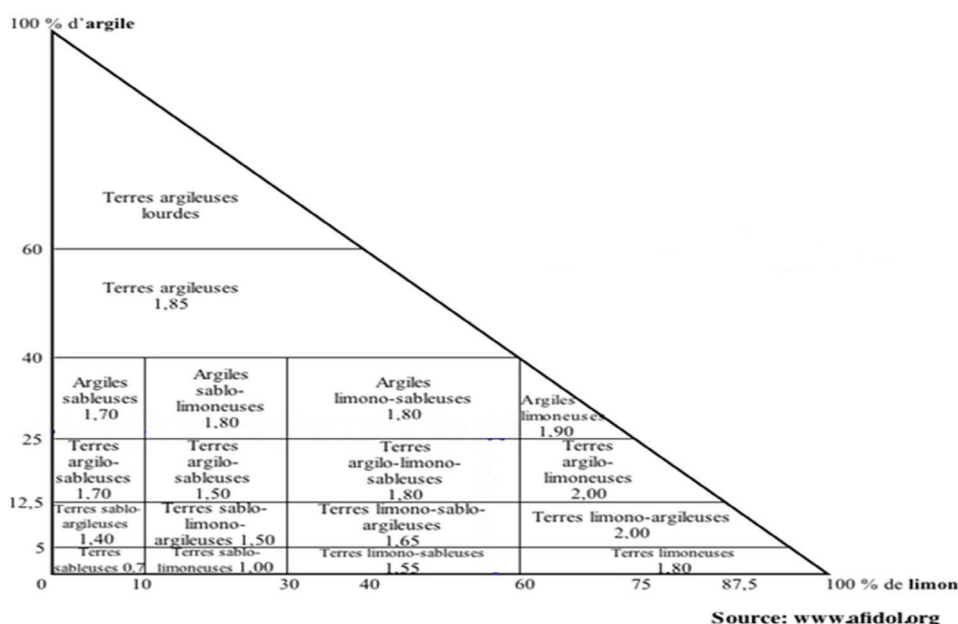 100 % d'argile
Terres argileuses
lourdes
60
Terres argileuses
1,85
40
Argiles
sableuses
1,70
Argiles
sablo-
limoneuses
1,80
Argiles
limono-sableuses
1,80
Argiles
limoneuses
1,90
25
Terres
argilo-
sableuses
1,70
Terres
argilo-
sableuses
1,50
Terres
argilo-limono-
sableuses
1,80
Terres
argilo-
limoneuses
2,00
12,5
Terres sablo-
argileuses
1,40
Terres sablo-
limono-
argileuses 1,50
Terres limono-sablo-
argileuses
1,65
Terres limono-argileuses
2,00
5
Terres
sableuses 0,7
Terres sablo-
limoneuses 1,00
Terres limono-sableuses
1,55
Terres limoneuses
1,80
0 10 30 40 60 75 87,5 100 % de limon
Source: www.afidol.org